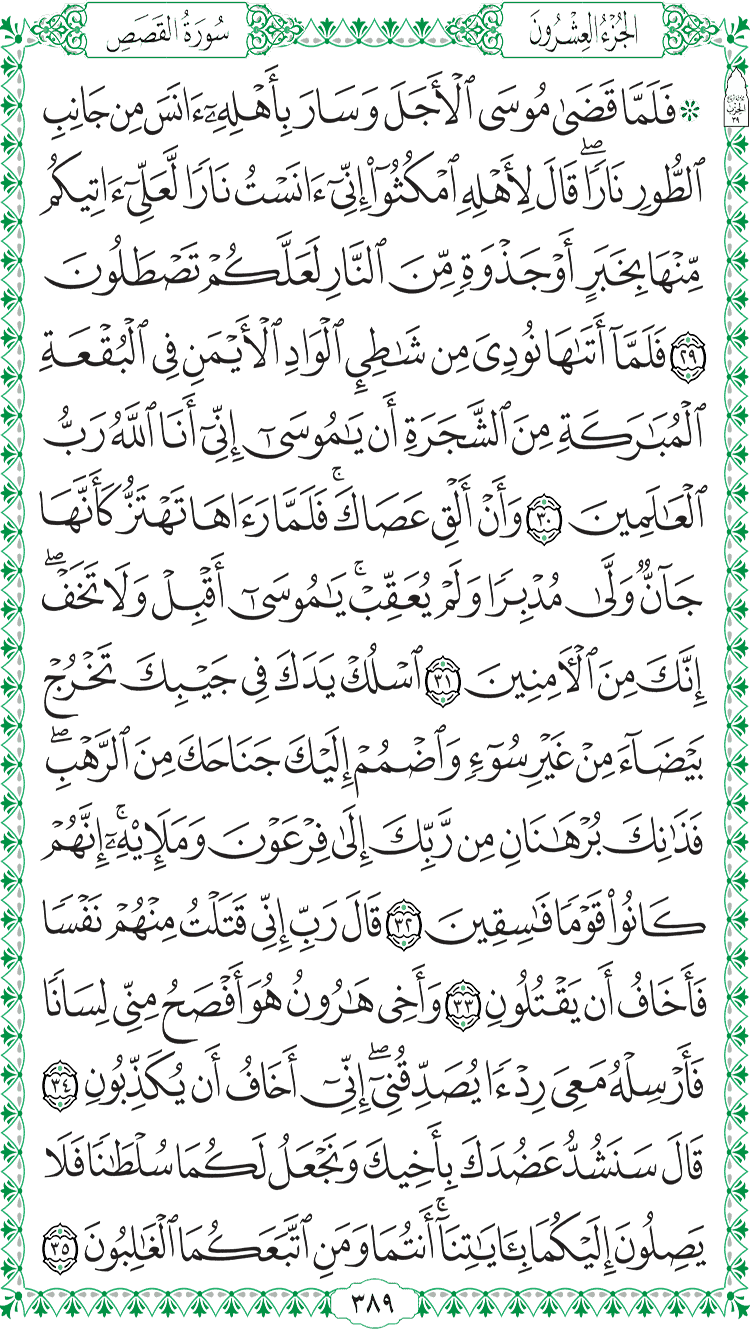 الجُزْءُ العِشْرُونَ
سُورَةُ القَصَصِ
الحزب ٣٩
۞ فَلَمَّا قَضَىٰ مُوسَى ٱلْأَجَلَ وَسَارَ بِأَهْلِهِۦٓ ءَانَسَ مِن جَانِبِ
ٱلطُّورِ نَارًاۖ قَالَ لِأَهْلِهِ ٱمْكُثُوٓا۟ إِنِّىٓ ءَانَسْتُ نَارًا لَّعَلِّىٓ ءَاتِيكُم
مِّنْهَا بِخَبَرٍ أَوْ جَذْوَةٍ مِّنَ ٱلنَّارِ لَعَلَّكُمْ تَصْطَلُونَ
٢٩ فَلَمَّآ أَتَىٰهَا نُودِىَ مِن شَٰطِئِ ٱلْوَادِ ٱلْأَيْمَنِ فِى ٱلْبُقْعَةِ
ٱلْمُبَٰرَكَةِ مِنَ ٱلشَّجَرَةِ أَن يَٰمُوسَىٰٓ إِنِّىٓ أَنَا ٱللَّهُ رَبُّ
ٱلْعَٰلَمِينَ ٣٠ وَأَنْ أَلْقِ عَصَاكَۚ فَلَمَّا رَءَاهَا تَهْتَزُّ كَأَنَّهَا
جَآنٌّ وَلَّىٰ مُدْبِرًا وَلَمْ يُعَقِّبْۚ يَٰمُوسَىٰٓ أَقْبِلْ وَلَا تَخَفْۖ
إِنَّكَ مِنَ ٱلْءَامِنِينَ ٣١ ٱسْلُكْ يَدَكَ فِى جَيْبِكَ تَخْرُجْ
بَيْضَآءَ مِنْ غَيْرِ سُوٓءٍ وَٱضْمُمْ إِلَيْكَ جَنَاحَكَ مِنَ ٱلرَّهْبِۖ
فَذَٰنِكَ بُرْهَٰنَانِ مِن رَّبِّكَ إِلَىٰ فِرْعَوْنَ وَمَلَإِي۟هِۦٓۚ إِنَّهُمْ
كَانُوا۟ قَوْمًا فَٰسِقِينَ ٣٢ قَالَ رَبِّ إِنِّى قَتَلْتُ مِنْهُمْ نَفْسًا
فَأَخَافُ أَن يَقْتُلُونِ ٣٣ وَأَخِى هَٰرُونُ هُوَ أَفْصَحُ مِنِّى لِسَانًا
فَأَرْسِلْهُ مَعِىَ رِدْءًا يُصَدِّقُنِىٓۖ إِنِّىٓ أَخَافُ أَن يُكَذِّبُونِ ٣٤
قَالَ سَنَشُدُّ عَضُدَكَ بِأَخِيكَ وَنَجْعَلُ لَكُمَا سُلْطَٰنًا فَلَا
يَصِلُونَ إِلَيْكُمَا بِـَٔايَٰتِنَآۚ أَنتُمَا وَمَنِ ٱتَّبَعَكُمَا ٱلْغَٰلِبُونَ ٣٥
٣٨٩